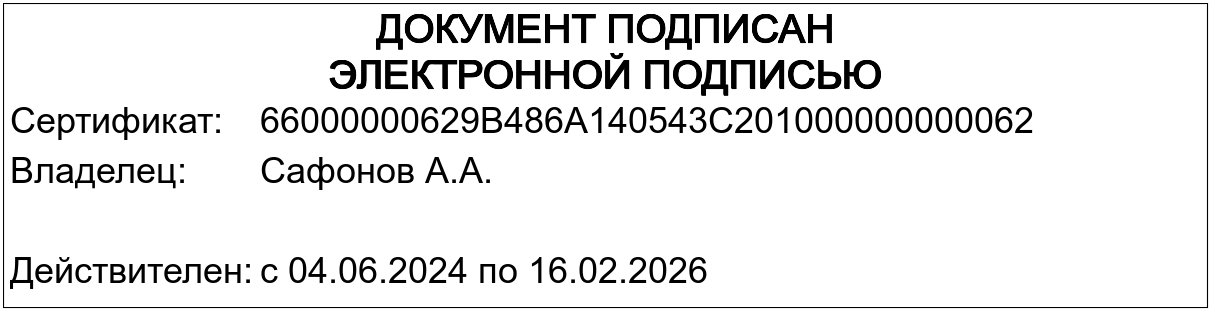 ДОКУМЕНТ ПОДПИСАН
ЭЛЕКТРОННОЙ ПОДПИСЬЮ
Сертификат: 66000000629B486A140543C201000000000062
Владелец: Сафонов А.А.
Действителен: с 04.06.2024 по 16.02.2026